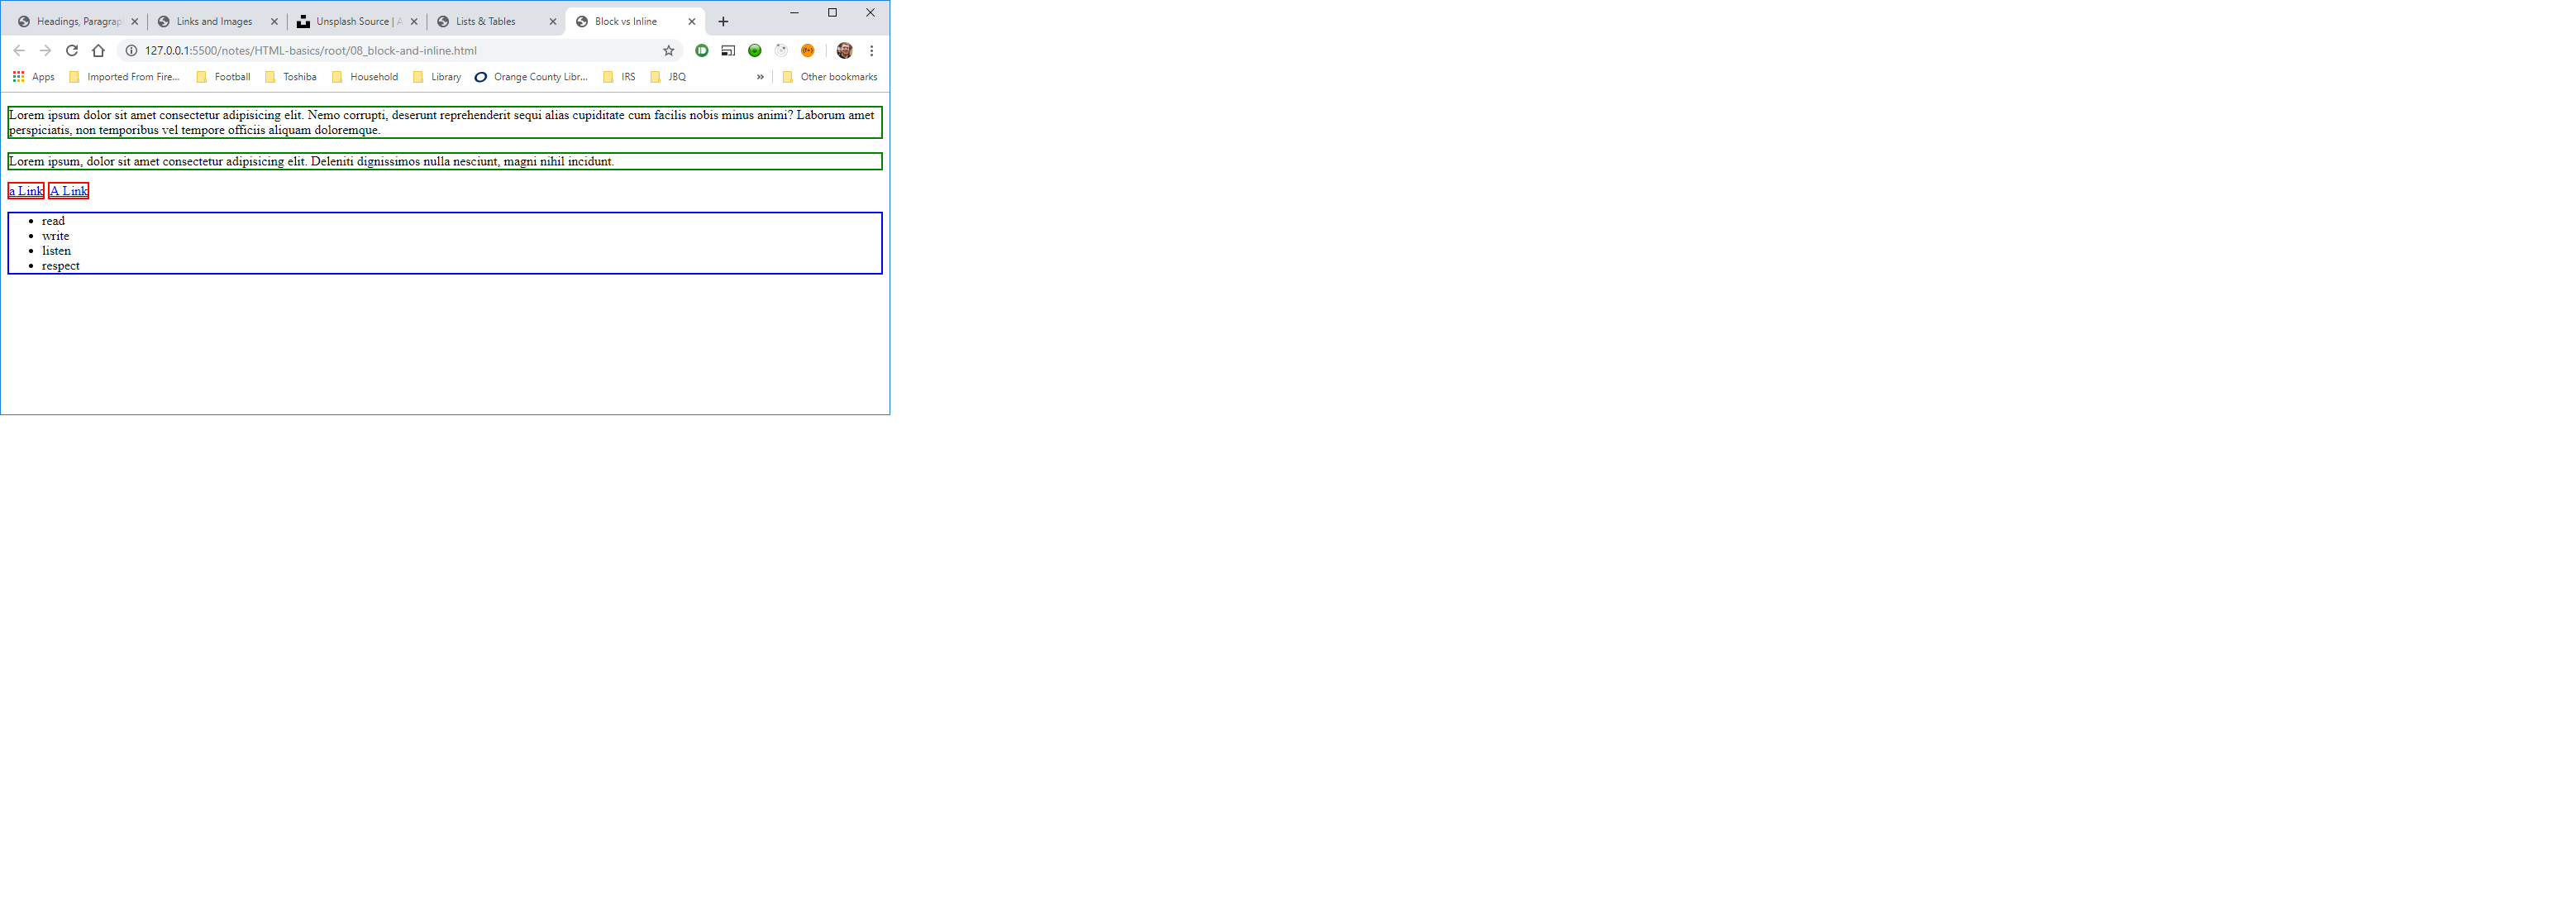 Headings, Paragrap
Links and Images
Unsplash Source | A
Lists & Tables
Block vs Inline
127.0.0.1:5500/notes/HTML-basics/root/08_block-and-inline.html
Apps
Imported From Fire...
Football
Toshiba
Household
Library
Orange County Libr...
IRS
JBQ
»
Other bookmarks
Lorem ipsum dolor sit amet consectetur adipisicing elit. Nemo corrupti, deserunt reprehenderit sequi alias cupiditate cum facilis nobis minus animi? Laborum amet
perspiciatis, non temporibus vel tempore officiis aliquam doloremque.
Lorem ipsum, dolor sit amet consectetur adipisicing elit. Deleniti dignissimos nulla nesciunt, magni nihil incidunt.
a Link A Link
• read
• write
• listen
• respect